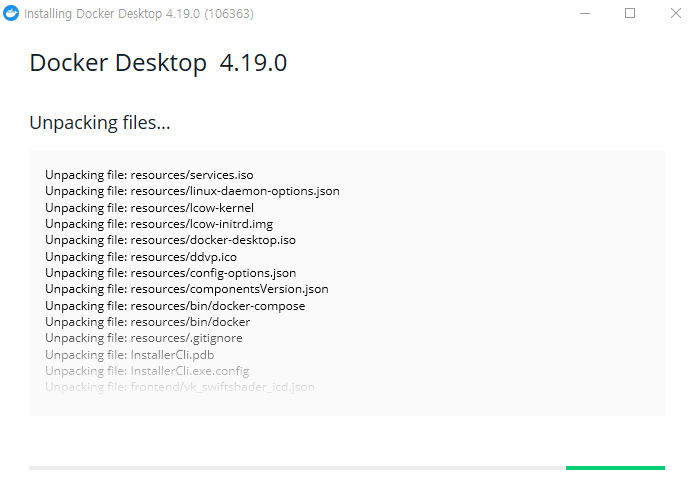 Installing Docker Desktop 4.19.0 (106363)
Docker Desktop 4.19.0
Unpacking files...
Unpacking file: resources/services.iso
Unpacking file: resources/linux-daemon-options.json
Unpacking file: resources/lcow-kernel
Unpacking file: resources/lcow-initrd.img
Unpacking file: resources/docker-desktop.iso
Unpacking file: resources/ddvp.ico
Unpacking file: resources/config-options.json
Unpacking file: resources/componentsVersion.json
Unpacking file: resources/bin/docker-compose
Unpacking file: resources/bin/docker
Unpacking file: resources/.gitignore
Unpacking file: InstallerCli.pdb
Unpacking file: InstallerCli.exe.config
Unpacking file: frontend/vk_swiftshader_icd.json